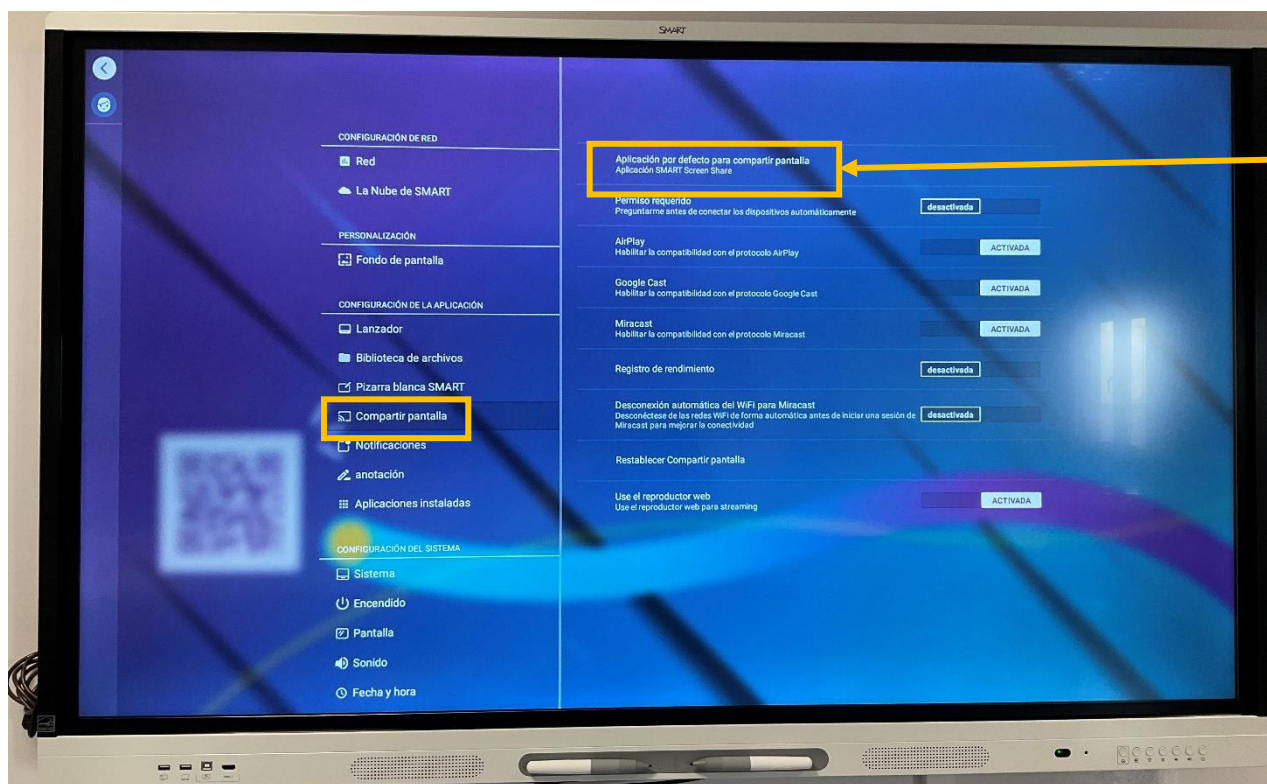 SMART
CONFIGURACIÓN DE RED
Red
La Nube de SMART
PERSONALIZACIÓN
Fondo de pantalla
CONFIGURACIÓN DE LA APLICACIÓN
Lanzador
Biblioteca de archivos
Pizarra blanca SMART
Compartir pantalla
Notificaciones
anotación
Aplicaciones instaladas
CONFIGURACIÓN DEL SISTEMA
Sistema
Encendido
Pantalla
Sonido
Fecha y hora
Aplicación por defecto para compartir pantalla
Aplicación SMART Screen Share
Permiso requerido
Preguntarme antes de conectar los dispositivos automáticamente
desactivada
AirPlay
Habilitar la compatibilidad con el protocolo AirPlay
ACTIVADA
Google Cast
Habilitar la compatibilidad con el protocolo Google Cast
ACTIVADA
Miracast
Habilitar la compatibilidad con el protocolo Miracast
ACTIVADA
Registro de rendimiento
desactivada
Desconexión automática del WiFi para Miracast
Desconéctese de las redes WiFi de forma automática antes de iniciar una sesión de
Miracast para mejorar la conectividad
desactivada
Restablecer Compartir pantalla
Use el reproductor web
Use el reproductor web para streaming
ACTIVADA